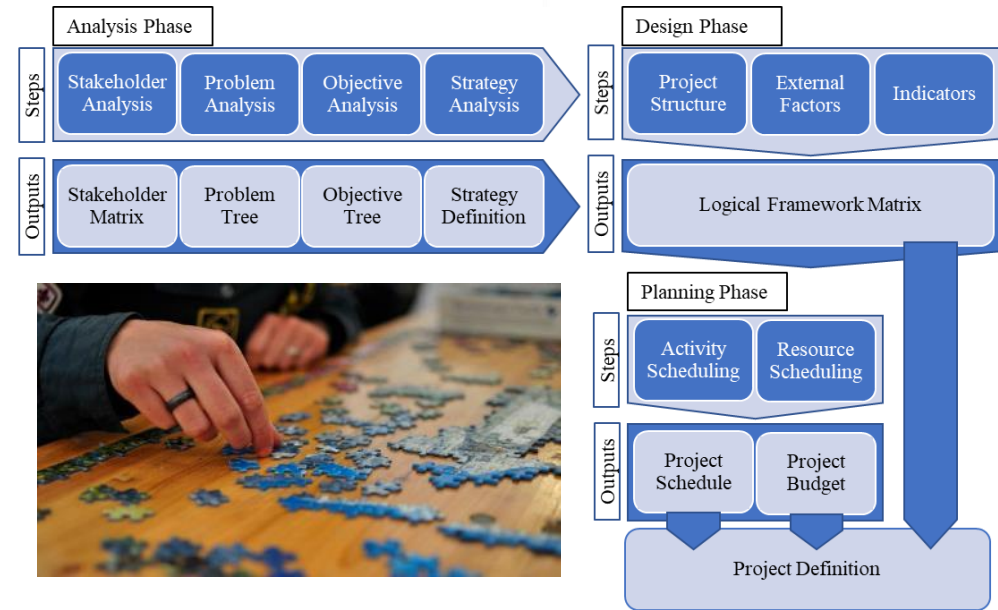 Analysis Phase
Steps
Stakeholder
Analysis
Problem
Analysis
Objective
Analysis
Strategy
Analysis
Outputs
Stakeholder
Matrix
Problem
Tree
Objective
Tree
Strategy
Definition
Design Phase
Steps
Project
Structure
External
Factors
Indicators
Outputs
Logical Framework Matrix
Planning Phase
Steps
Activity
Scheduling
Resource
Scheduling
Outputs
Project
Schedule
Project
Budget
Project Definition